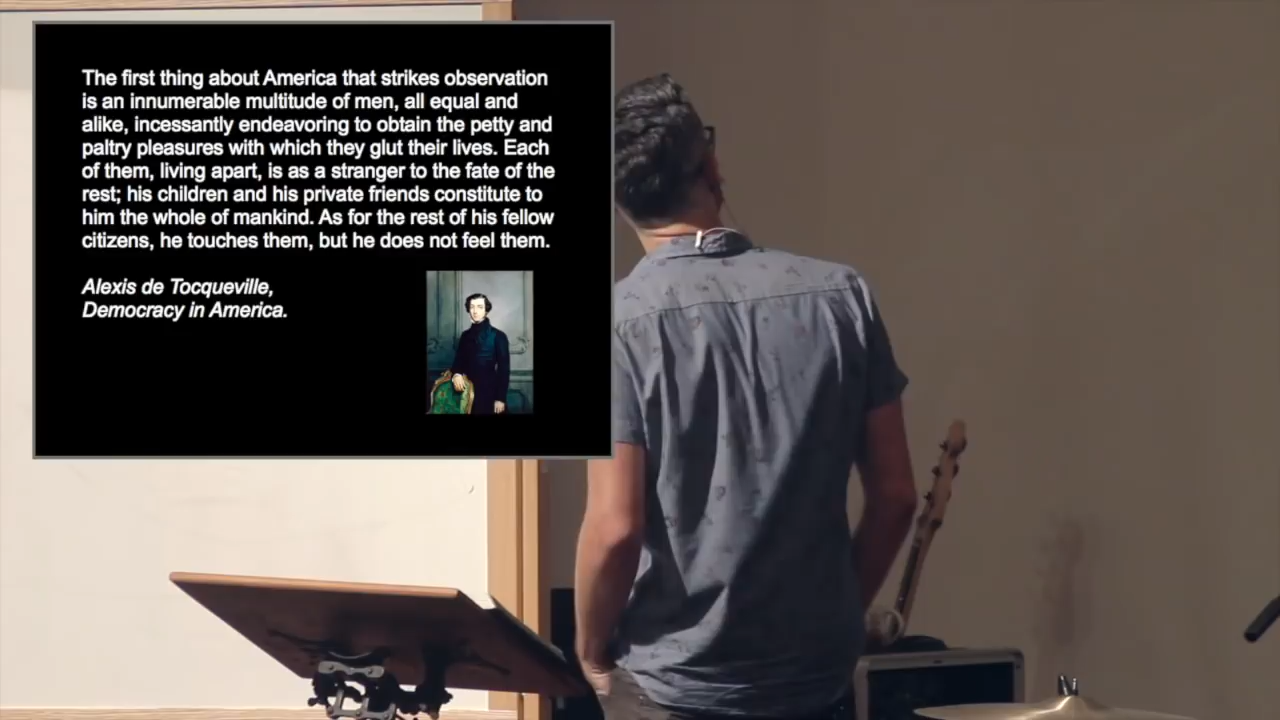 The first thing about America that strikes observation
is an innumerable multitude of men, all equal and
alike, incessantly endeavoring to obtain the petty and
paltry pleasures with which they glut their lives. Each
of them, living apart, is as a stranger to the fate of the
rest; his children and his private friends constitute to
him the whole of mankind. As for the rest of his fellow
citizens, he touches them, but he does not feel them.
Alexis de Tocqueville,
Democracy in America.